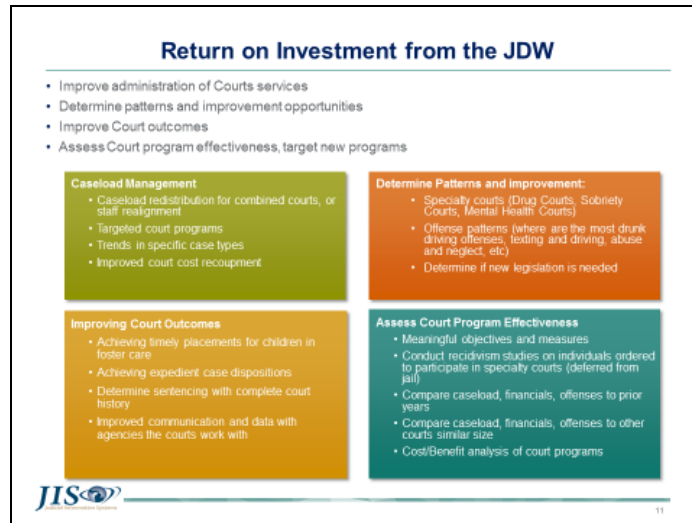 Return on Investment from the JDW
• Improve administration of Courts services
• Determine patterns and improvement opportunities
• Improve Court outcomes
• Assess Court program effectiveness, target new programs
Caseload Management
• Caseload redistribution for combined courts, or
staff realignment
• Targeted court programs
• Trends in specific case types
• Improved court cost recoupment
Determine Patterns and Improvement:
• Specialty courts (Drug Courts, Sobriety
Courts, Mental Health Courts)
• Offense patterns (where are the most drunk
driving offenses, texting and driving, abuse
and neglect, etc)
• Determine if new legislation is needed
Improving Court Outcomes
• Achieving timely placements for children in
foster care
• Achieving expedient case dispositions
• Determine sentencing with complete court
history
• Improved communication and data with
agencies the courts work with
Assess Court Program Effectiveness
• Meaningful objectives and measures
• Conduct recidivism studies on individuals ordered
to participate in specialty courts (deferred from
jail)
• Compare caseload, financials, offenses to prior
years
• Compare caseload, financials, offenses to other
courts similar size
• Cost/Benefit analysis of court programs
JIS
Judicial Information Systems
11